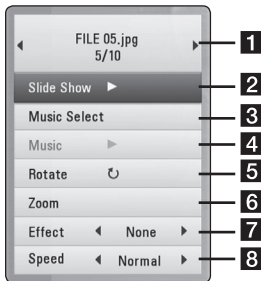 FILE 05.jpg 1
5/10
Slide Show 2
Music Select 3
Music 4
Rotate 5
Zoom 6
Effect None 7
Speed Normal 8